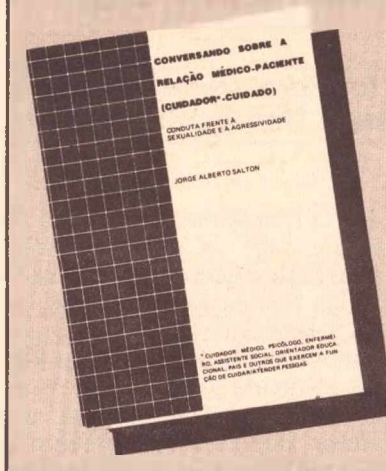 CONVERSANDO SOBRE A
RELAÇÃO MÉDICO-PACIENTE
(CUIDADOR*-CUIDADO)
CONDUTA FRENTE À
SEXUALIDADE E À AGRESSIVIDADE
JORGE ALBERTO SALTON
* CUIDADOR: MÉDICO, PSICÓLOGO, ENFERMEI-
RO, ASSISTENTE SOCIAL, ORIENTADOR EDUCA-
CIONAL, PAIS E OUTROS QUE EXERCEM A FUN-
ÇÃO DE CUIDAR/ATENDER PESSOAS.